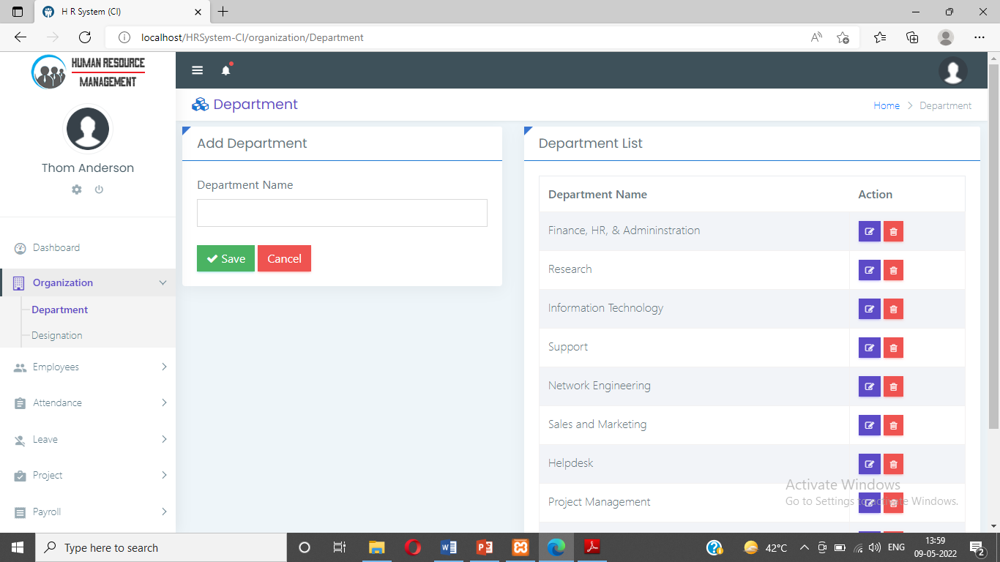 H R System (CI)
localhost/HRSystem-CI/organization/Department
HUMAN RESOURCE
MANAGEMENT
Thom Anderson
Dashboard
Organization
Department
Designation
Employees
Attendance
Leave
Project
Payroll
Department
Home > Department
Add Department
Department Name
Save Cancel
Department List
Department Name Action
Finance, HR, & Admininstration
Research
Information Technology
Support
Network Engineering
Sales and Marketing
Helpdesk
Project Management
Activate Windows
Go to Settings to activate Windows.
Type here to search
42°C
ENG
13:59
09-05-2022
2